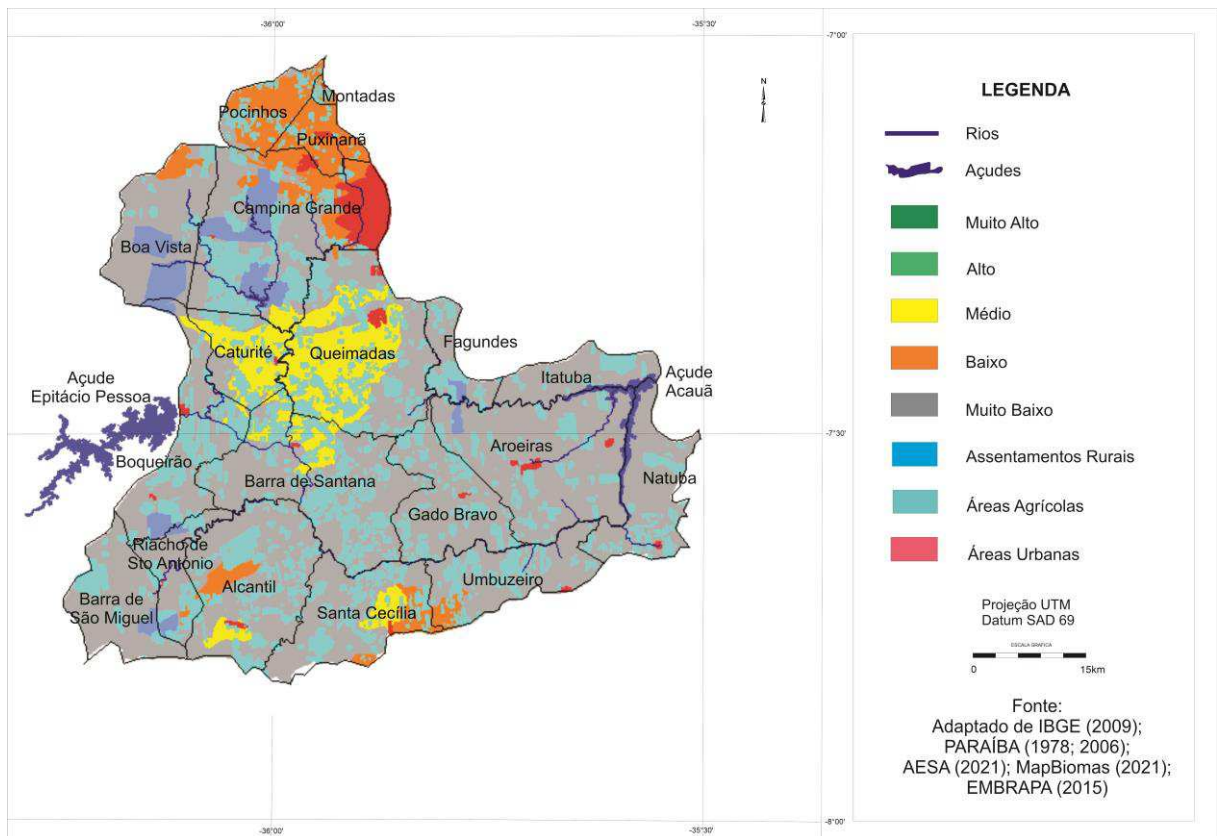 -36°00'
-35°30'
-7°00'
N
Montadas
Pocinhos
Puxinanã
Campina Grande
Boa Vista
Caturité
Queimadas
Fagundes
Itatuba
Açude
Acauã
Açude
Epitácio Pessoa
-7°30'
Aroeiras
Boqueirão
Barra de Santana
Natuba
Gado Bravo
Riacho de
Sto Antônio
Alcantil
Umbuzeiro
Barra de
São Miguel
Santa Cecília
-36°00'
-35°30'
-8°00'
LEGENDA
Rios
Açudes
Muito Alto
Alto
Médio
Baixo
Muito Baixo
Assentamentos Rurais
Áreas Agrícolas
Áreas Urbanas
Projeção UTM
Datum SAD 69
ESCALA GRÁFICA
0 15km
Fonte:
Adaptado de IBGE (2009);
PARAÍBA (1978; 2006);
AESA (2021); MapBiomas (2021);
EMBRAPA (2015)